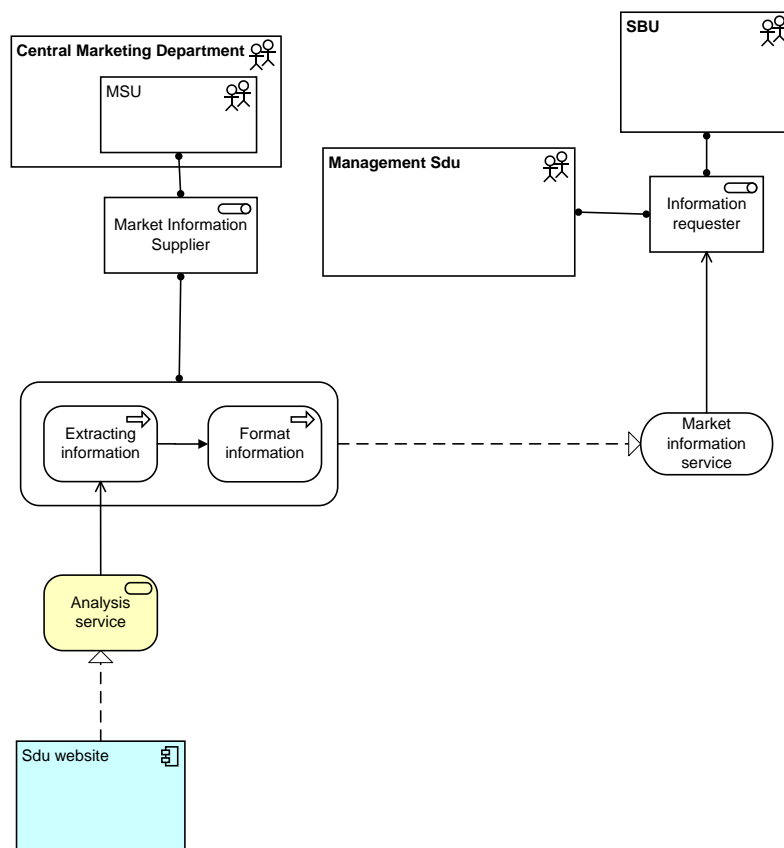 SBU
Central Marketing Department
MSU
Management Sdu
Information
requester
Market Information
Supplier
Extracting
information
Format
information
Market
information
service
Analysis
service
Sdu website